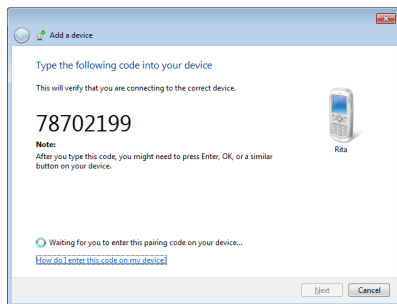 Add a device
Type the following code into your device
This will verify that you are connecting to the correct device.
78702199
Note:
After you type this code, you might need to press Enter, OK, or a similar
button on your device.
Rita
Waiting for you to enter this pairing code on your device...
How do I enter this code on my device?
Next Cancel